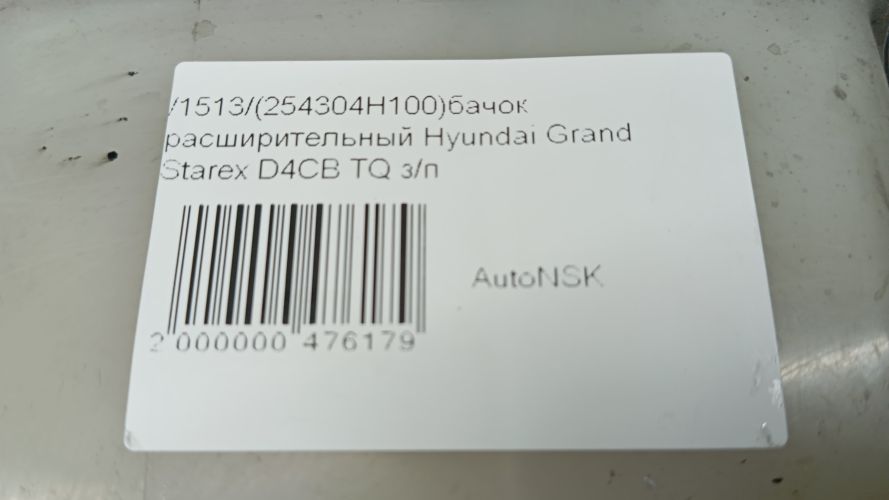 /1513/(254304H100)бачок
расширительный Hyundai Grand
Starex D4CB TQ з/п
AutoNSK
2 000000 476179